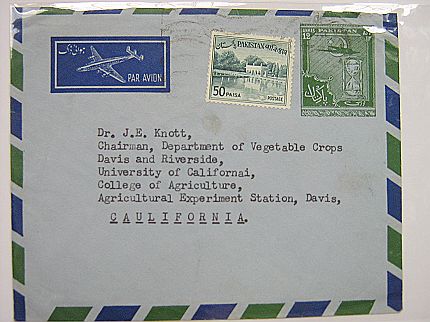 PAR AVION
PAKISTAN পাকিস্তান
50 PAISA POSTAGE
PAKISTAN
Dr. J.E. Knott,
Chairman, Department of Vegetable Crops
Davis and Riverside,
University of Californai,
College of Agriculture,
Agricultural Experiment Station, Davis,
CAULIFORNIA.